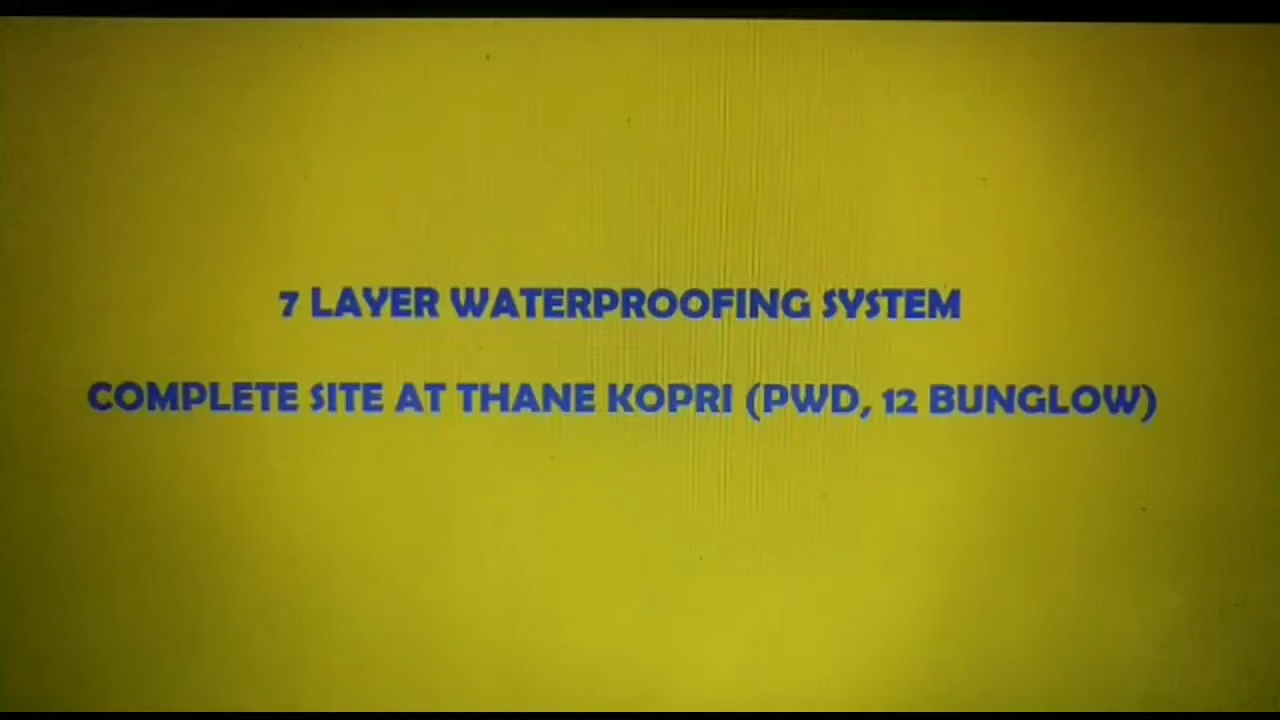 7 LAYER WATERPROOFING SYSTEM
COMPLETE SITE AT THANE KOPRI (PWD, 12 BUNGLOW)